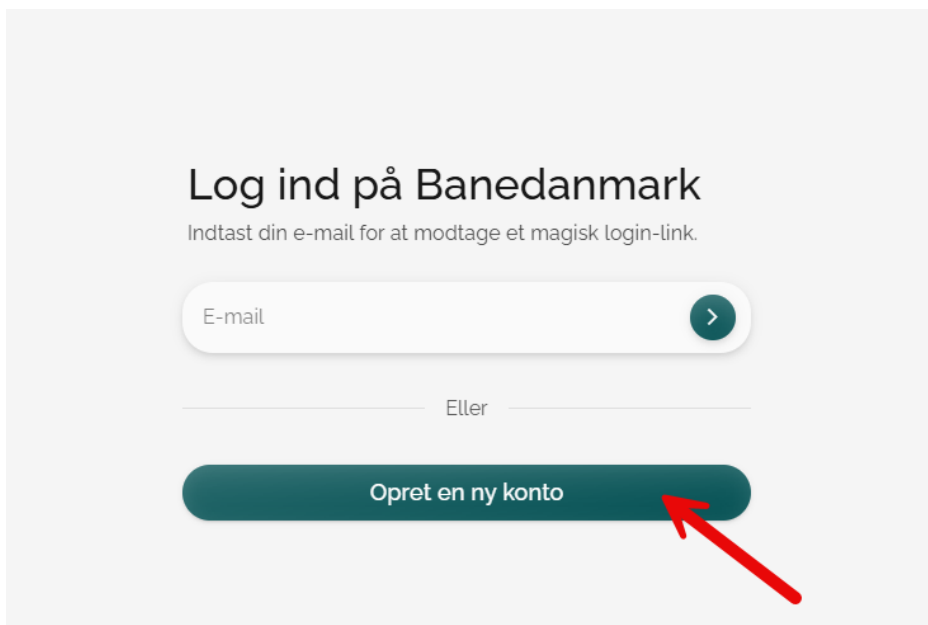 Log ind på Banedanmark
Indtast din e-mail for at modtage et magisk login-link.
E-mail
Eller
Opret en ny konto